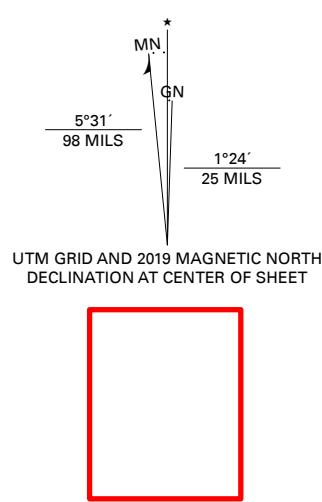 ★
MN
GN
5°31´
98 MILS
1°24´
25 MILS
UTM GRID AND 2019 MAGNETIC NORTH
DECLINATION AT CENTER OF SHEET